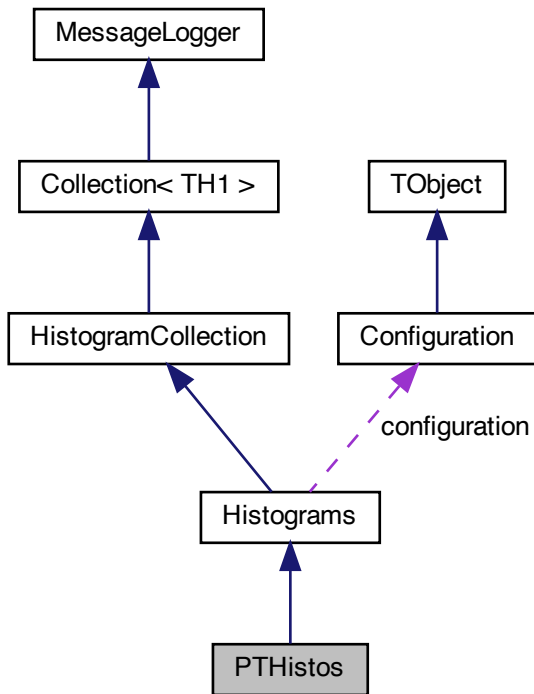 MessageLogger
Collection< TH1 >
TObject
HistogramCollection
Configuration
configuration
Histograms
PTHistos